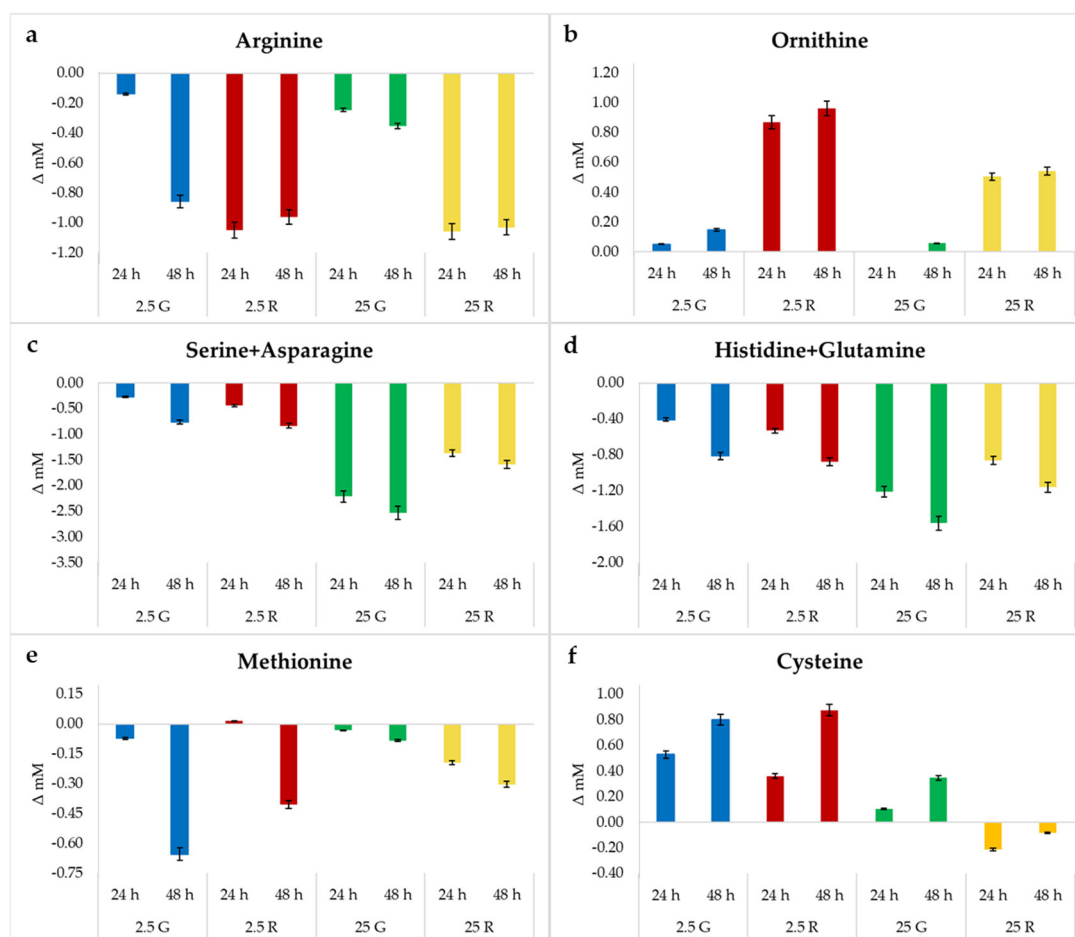 a
Arginine
0.00
-0.20
-0.40
-0.60
-0.80
-1.00
-1.20
Δ mM
24 h 48 h 24 h 48 h 24 h 48 h 24 h 48 h
2.5 G 2.5 R 25 G 25 R
b
Ornithine
1.20
1.00
0.80
0.60
0.40
0.20
0.00
Δ mM
24 h 48 h 24 h 48 h 24 h 48 h 24 h 48 h
2.5 G 2.5 R 25 G 25 R
c
Serine+Asparagine
0.00
-0.50
-1.00
-1.50
-2.00
-2.50
-3.00
-3.50
Δ mM
24 h 48 h 24 h 48 h 24 h 48 h 24 h 48 h
2.5 G 2.5 R 25 G 25 R
d
Histidine+Glutamine
0.00
-0.40
-0.80
-1.20
-1.60
-2.00
Δ mM
24 h 48 h 24 h 48 h 24 h 48 h 24 h 48 h
2.5 G 2.5 R 25 G 25 R
e
Methionine
0.15
0.00
-0.15
-0.30
-0.45
-0.60
-0.75
Δ mM
24 h 48 h 24 h 48 h 24 h 48 h 24 h 48 h
2.5 G 2.5 R 25 G 25 R
f
Cysteine
1.00
0.80
0.60
0.40
0.20
0.00
-0.20
-0.40
Δ mM
24 h 48 h 24 h 48 h 24 h 48 h 24 h 48 h
2.5 G 2.5 R 25 G 25 R